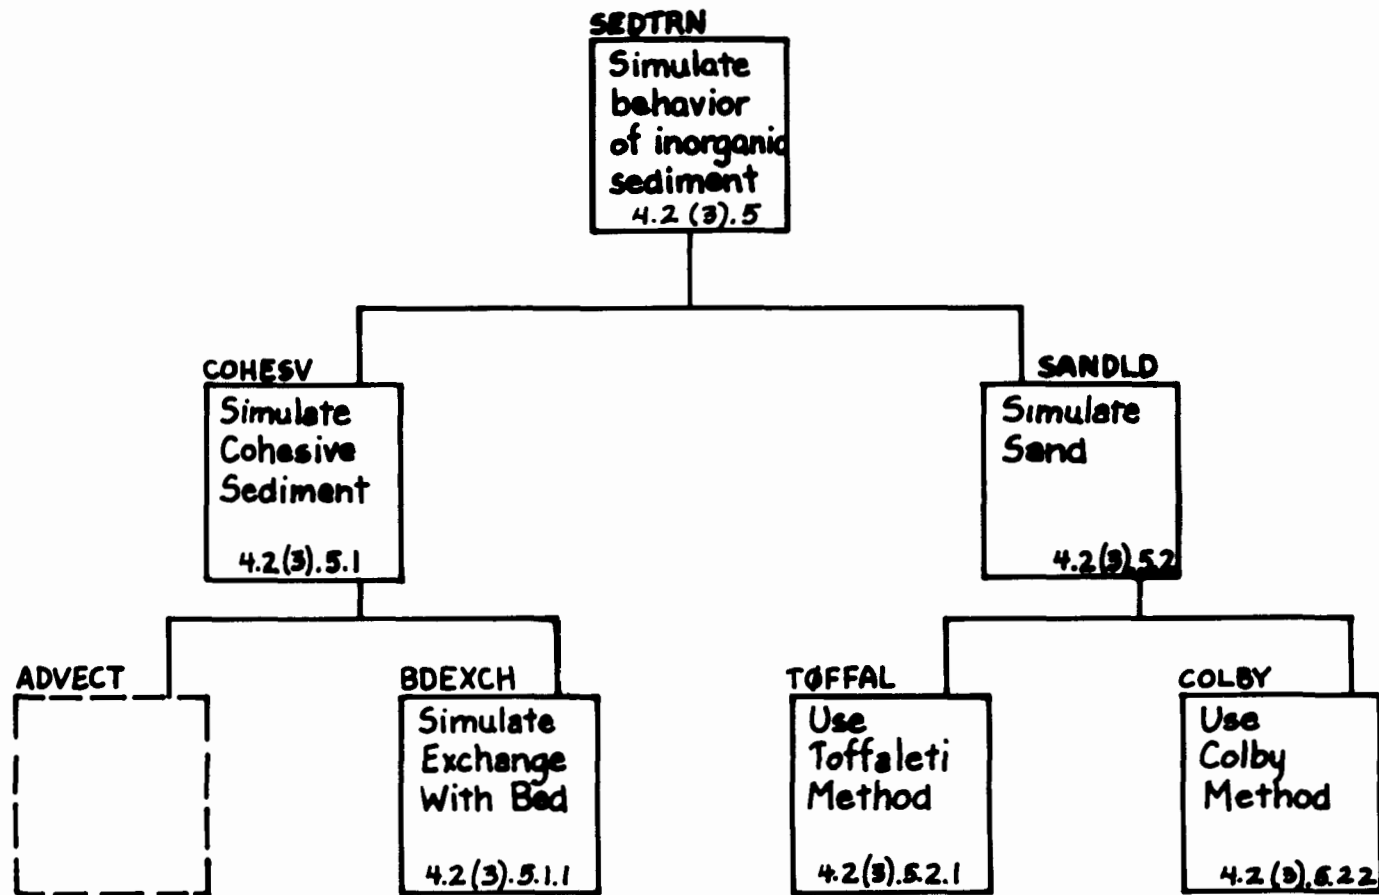 SEDTRN
Simulate
behavior
of inorganic
sediment
4.2 (3).5
COHESV
Simulate
Cohesive
Sediment
4.2(3).5.1
SANDLD
Simulate
Sand
4.2(3).5.2
ADVECT
BDEXCH
Simulate
Exchange
With Bed
4.2(3).5.1.1
TØFFAL
Use
Toffaleti
Method
4.2(3).5.2.1
COLBY
Use
Colby
Method
4.2(3).5.2.2